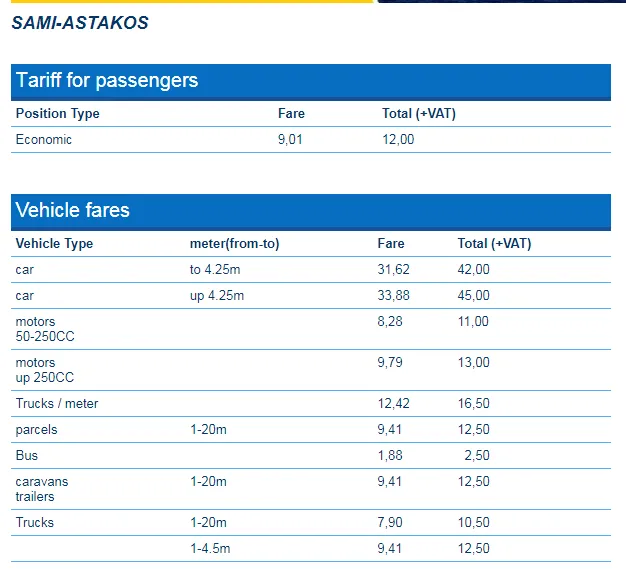 SAMI-ASTAKOS
Tariff for passengers
Position Type Fare Total (+VAT)
Economic 9,01 12,00
Vehicle fares
Vehicle Type meter(from-to) Fare Total (+VAT)
car to 4.25m 31,62 42,00
car up 4.25m 33,88 45,00
motors
50-250CC 8,28 11,00
motors
up 250CC 9,79 13,00
Trucks / meter 12,42 16,50
parcels 1-20m 9,41 12,50
Bus 1,88 2,50
caravans
trailers 1-20m 9,41 12,50
Trucks 1-20m 7,90 10,50
1-4.5m 9,41 12,50